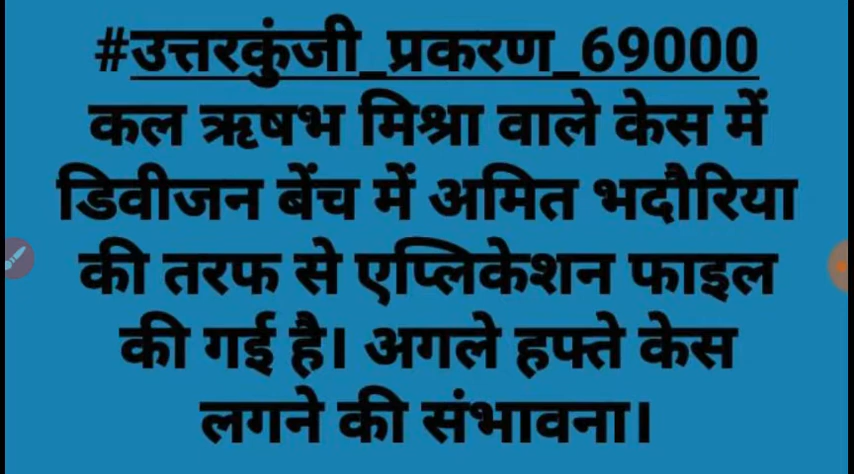 #उत्तरकुंजी_प्रकरण_69000
कल ऋषभ मिश्रा वाले केस में
डिवीजन बेंच में अमित भदौरिया
की तरफ से एप्लिकेशन फाइल
की गई है। अगले हफ्ते केस
लगने की संभावना।